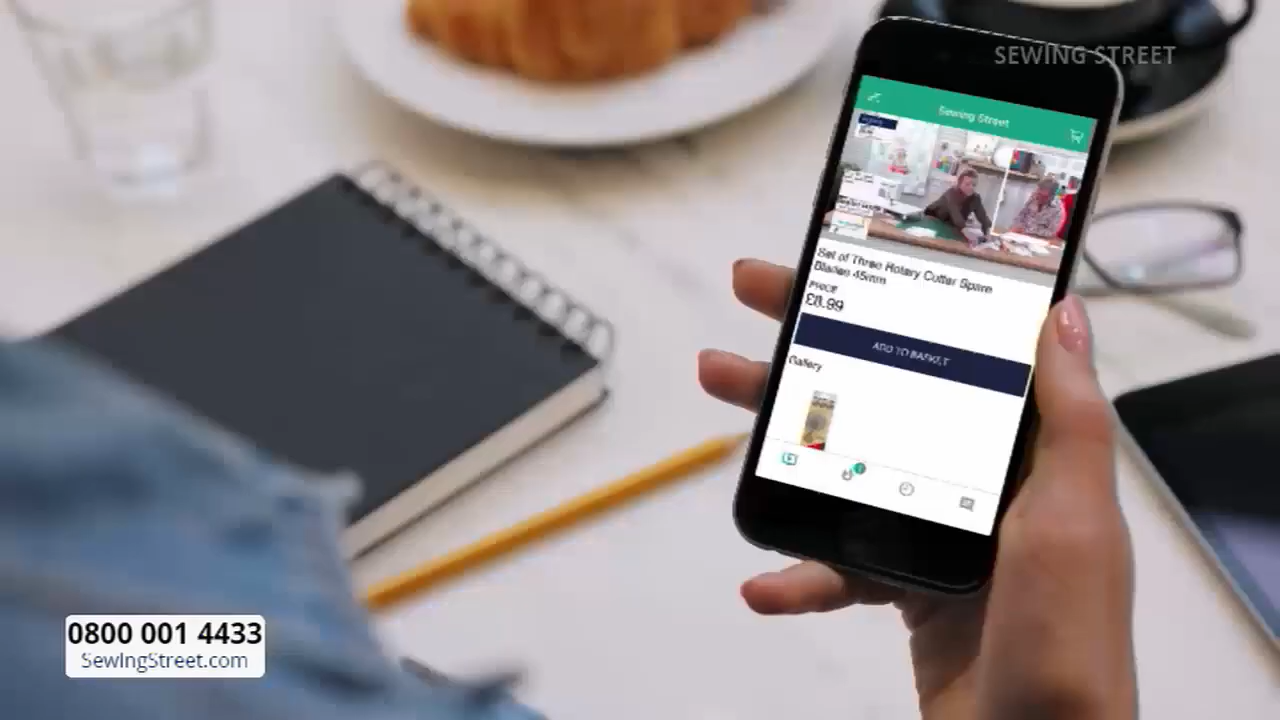 SEWING STREET
Sewing Street
Set of Three Rotary Cutter Spare
Blades 45mm
PRICE
£8.99
ADD TO BASKET
Gallery
0800 001 4433
SewingStreet.com